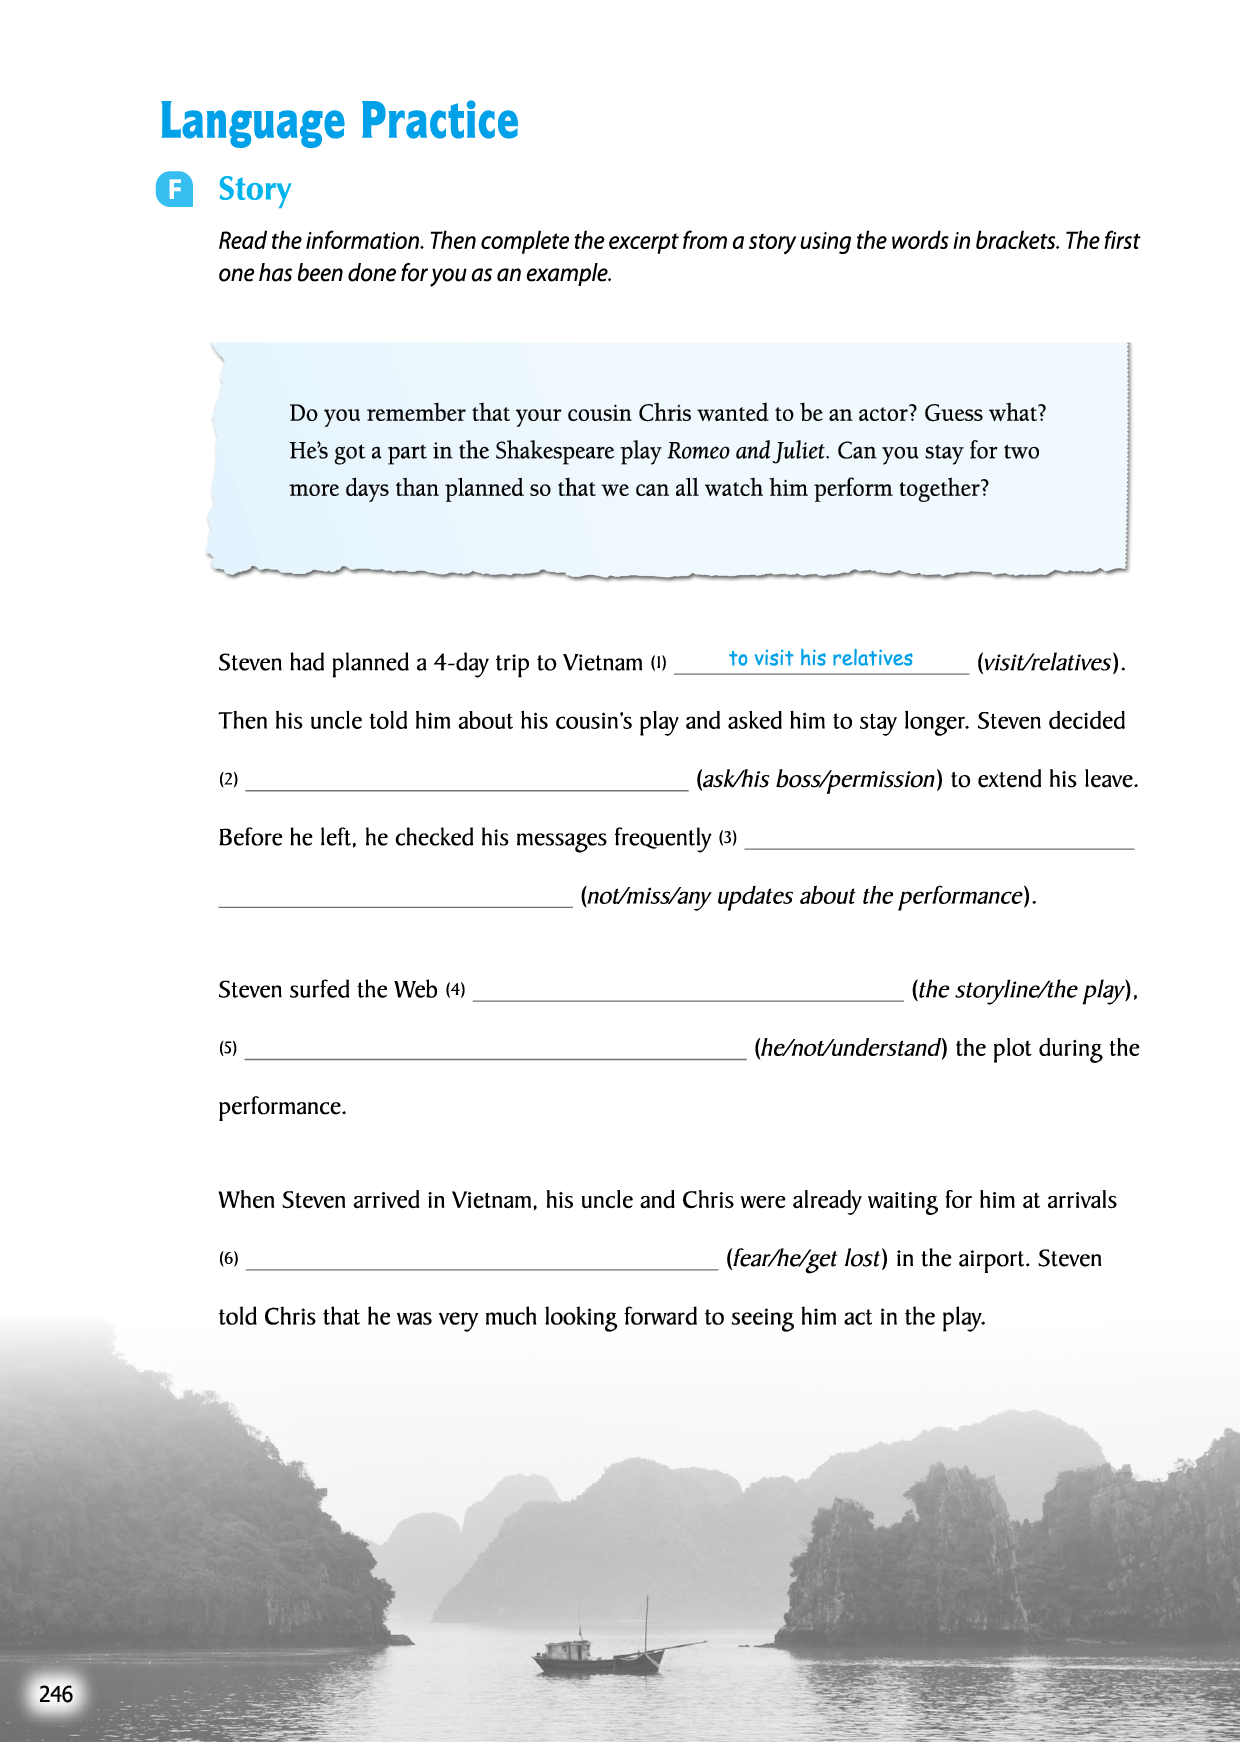 Language Practice
F Story
Read the information. Then complete the excerpt from a story using the words in brackets. The first
one has been done for you as an example.
Do you remember that your cousin Chris wanted to be an actor? Guess what?
He's got a part in the Shakespeare play Romeo and Juliet. Can you stay for two
more days than planned so that we can all watch him perform together?
Steven had planned a 4-day trip to Vietnam (1) to visit his relatives (visit/relatives).
Then his uncle told him about his cousin's play and asked him to stay longer. Steven decided
(2) ______ (ask/his boss/permission) to extend his leave.
Before he left, he checked his messages frequently (3) ______
______ (not/miss/any updates about the performance).
Steven surfed the Web (4) ______ (the storyline/the play),
(5) ______ (he/not/understand) the plot during the
performance.
When Steven arrived in Vietnam, his uncle and Chris were already waiting for him at arrivals
(6) ______ (fear/he/get lost) in the airport. Steven
told Chris that he was very much looking forward to seeing him act in the play.
246